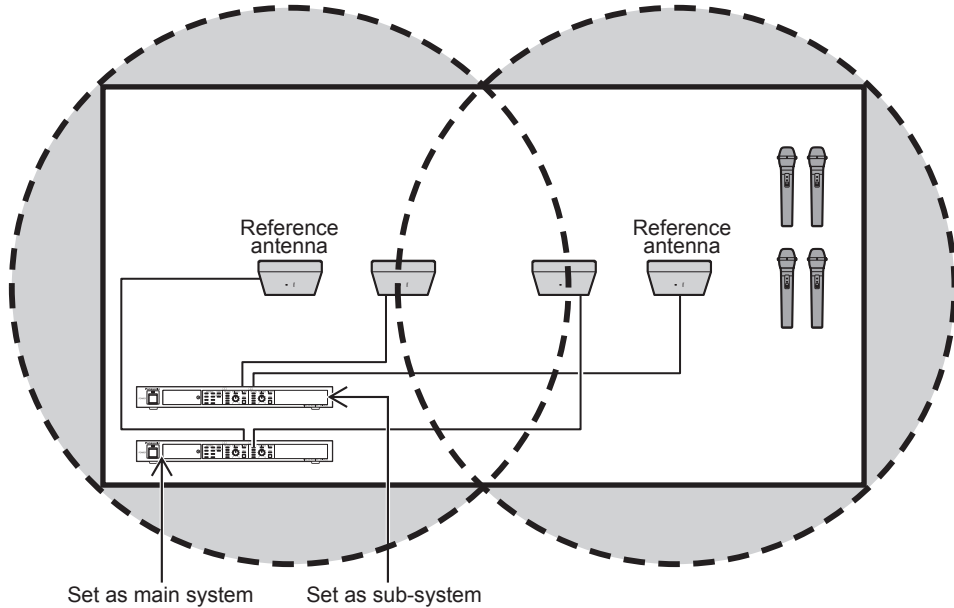 Reference
antenna
Reference
antenna
Set as main system
Set as sub-system